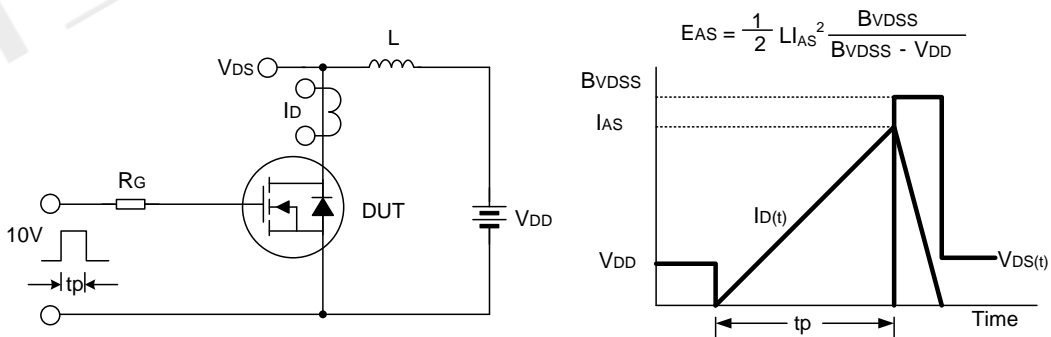 L
VDS
ID
RG
DUT
VDD
10V
tp
EAS = 1/2 LIAS² BVDSS / (BVDSS - VDD)
BVDSS
IAS
ID(t)
VDD
VDS(t)
tp
Time